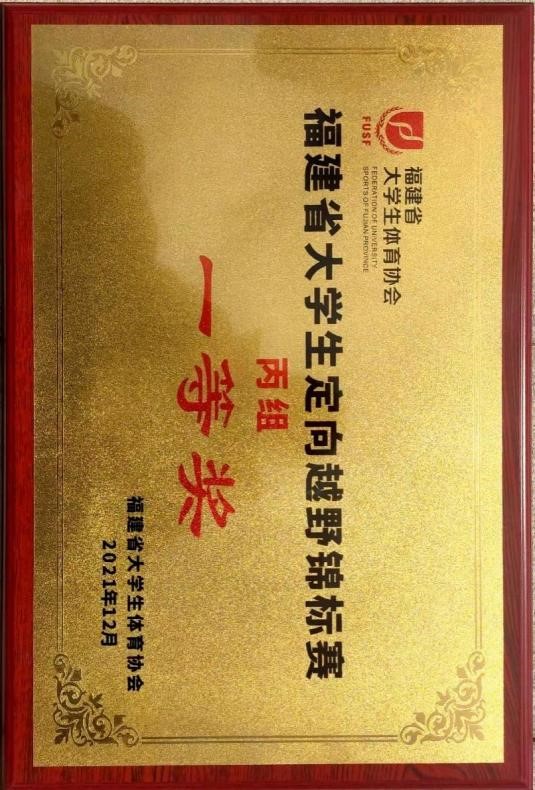 FUSF
福建省
大学生体育协会
FEDERATION OF UNIVERSITY
SPORTS OF FUJIAN PROVINCE
福建省大学生定向越野锦标赛
丙组
一等奖
福建省大学生体育协会
2021年12月